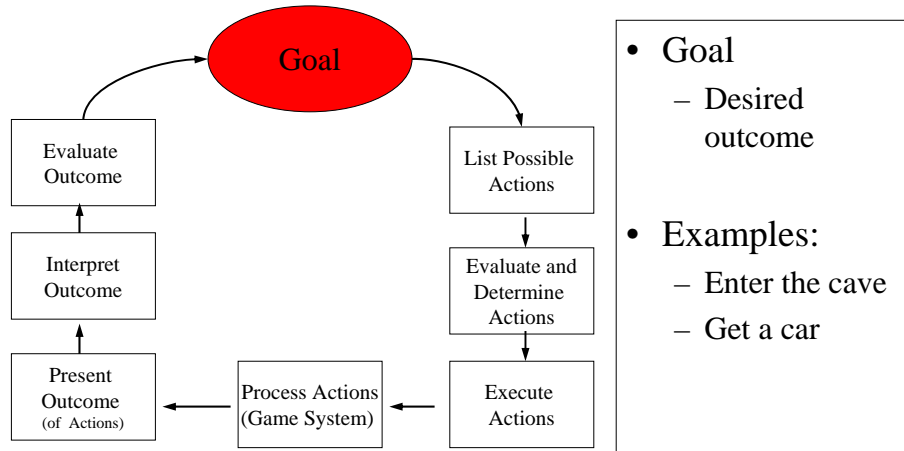 Goal
List Possible
Actions
Evaluate and
Determine
Actions
Execute
Actions
Process Actions
(Game System)
Present
Outcome
(of Actions)
Interpret
Outcome
Evaluate
Outcome
• Goal
– Desired
outcome
• Examples:
– Enter the cave
– Get a car